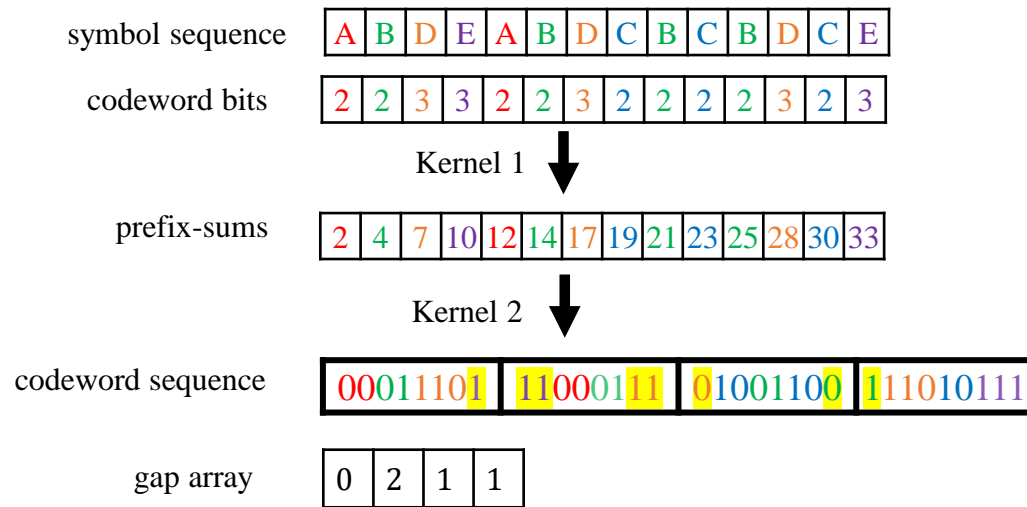 symbol sequence A B D E A B D C B C B D C E
codeword bits 2 2 3 3 2 2 3 2 2 2 2 3 2 3
Kernel 1
prefix-sums 2 4 7 10 12 14 17 19 21 23 25 28 30 33
Kernel 2
codeword sequence 00011101 11000111 01001100 111010111
gap array 0 2 1 1